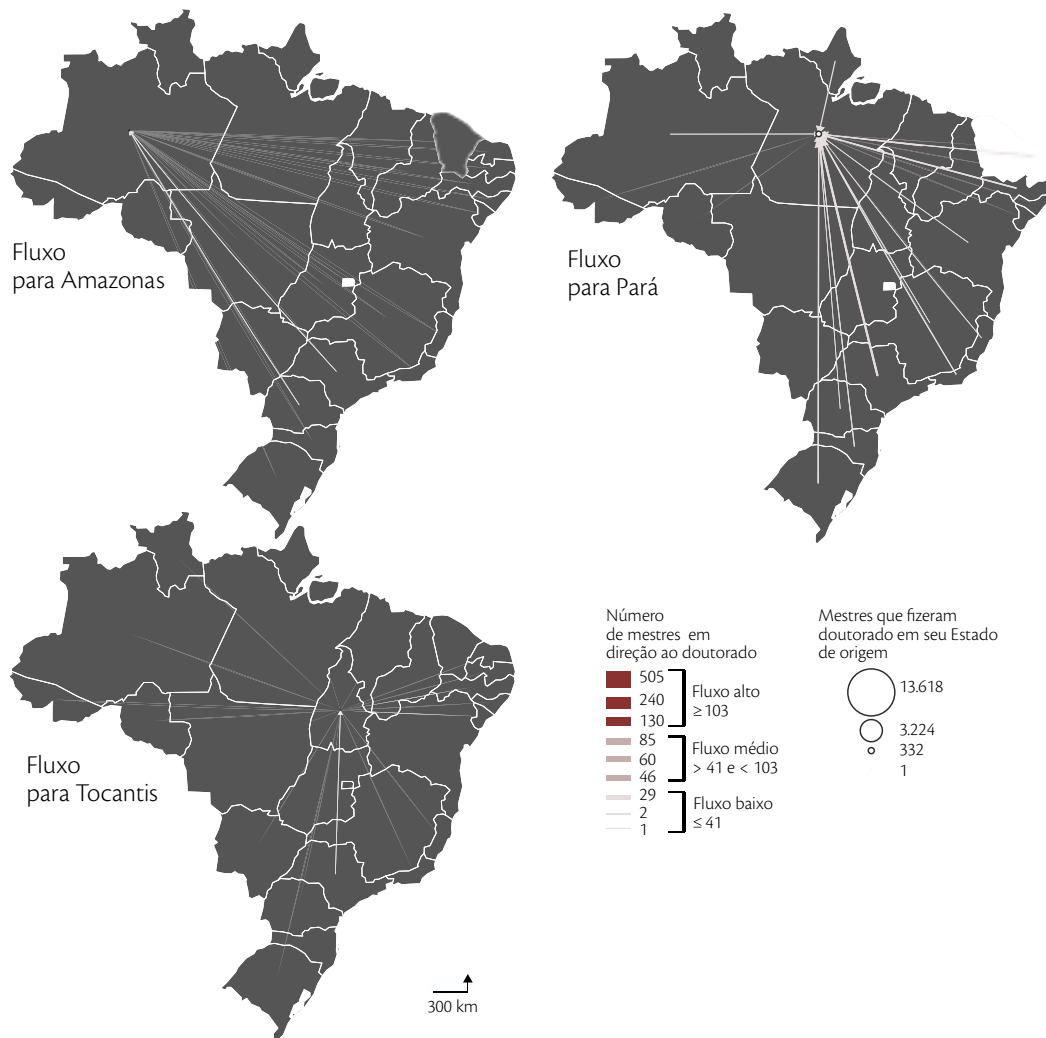 Fluxo
para Amazonas
Fluxo
para Pará
Fluxo
para Tocantis
300 km
Número
de mestres em
direção ao doutorado
505
240
130
Fluxo alto
≥ 103
85
60
46
Fluxo médio
> 41 e < 103
29
2
1
Fluxo baixo
≤ 41
Mestres que fizeram
doutorado em seu Estado
de origem
13.618
3.224
332
1